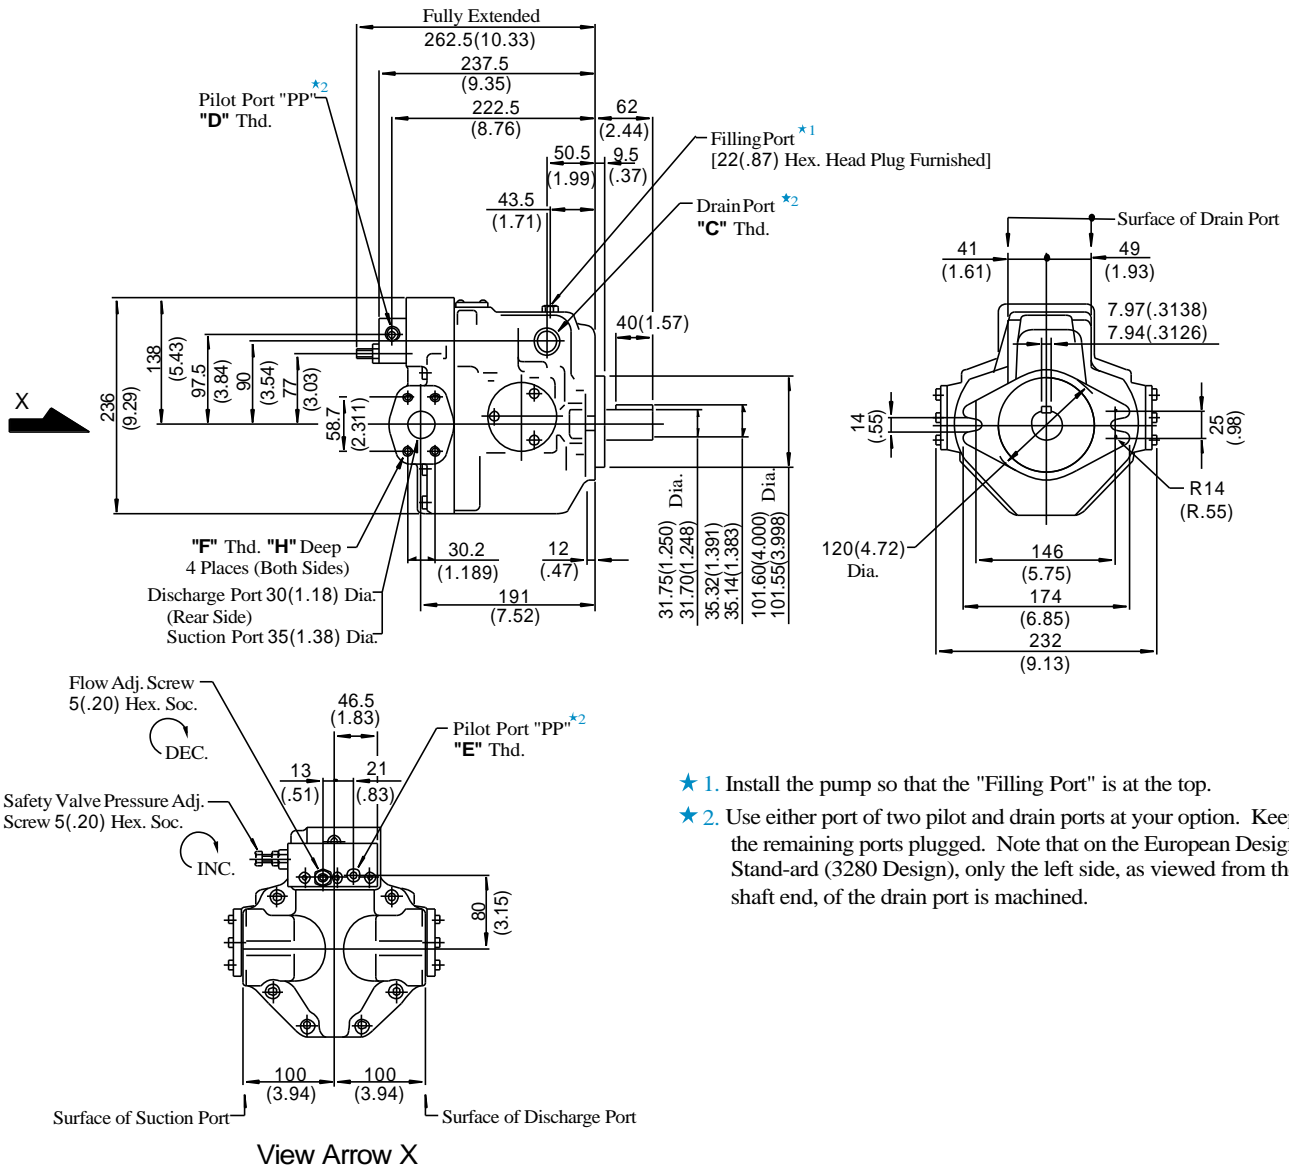 Fully Extended
262.5(10.33)
237.5
(9.35)
Pilot Port "PP"★2
"D" Thd.
222.5
(8.76)
62
(2.44)
Filling Port ★1
[22(.87) Hex. Head Plug Furnished]
50.5
(1.99)
9.5
(.37)
43.5
(1.71)
Drain Port ★2
"C" Thd.
40(1.57)
X
236
(9.29)
138
(5.43)
97.5
(3.84)
90
(3.54)
77
(3.03)
58.7
(2.311)
"F" Thd. "H" Deep
4 Places (Both Sides)
Discharge Port 30(1.18) Dia.
(Rear Side)
Suction Port 35(1.38) Dia.
30.2
(1.189)
12
(.47)
191
(7.52)
31.75(1.250) Dia.
31.70(1.248)
35.32(1.391)
35.14(1.383)
101.60(4.000) Dia.
101.55(3.998)
Surface of Drain Port
41
(1.61)
49
(1.93)
7.97(.3138)
7.94(.3126)
14
(.55)
25
(.98)
R14
(R.55)
120(4.72)
Dia.
146
(5.75)
174
(6.85)
232
(9.13)
Flow Adj. Screw
5(.20) Hex. Soc.
DEC.
46.5
(1.83)
Pilot Port "PP"★2
"E" Thd.
13
(.51)
21
(.83)
Safety Valve Pressure Adj.
Screw 5(.20) Hex. Soc.
INC.
80
(3.15)
100
(3.94)
100
(3.94)
Surface of Suction Port
Surface of Discharge Port
View Arrow X
★ 1. Install the pump so that the "Filling Port" is at the top.
★ 2. Use either port of two pilot and drain ports at your option. Keep
the remaining ports plugged. Note that on the European Design
Stand-ard (3280 Design), only the left side, as viewed from the
shaft end, of the drain port is machined.